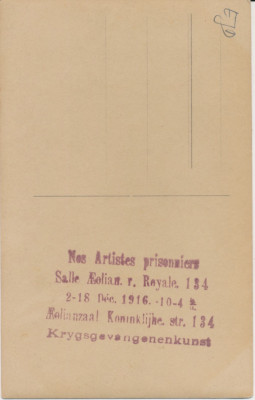 Nos Artistes prisonniers
Salle Æolian. r. Royale. 134
2-18 Déc. 1916. -10-4
Æolianzaal Koninklijke. str. 134
Krygsgevangenenkunst